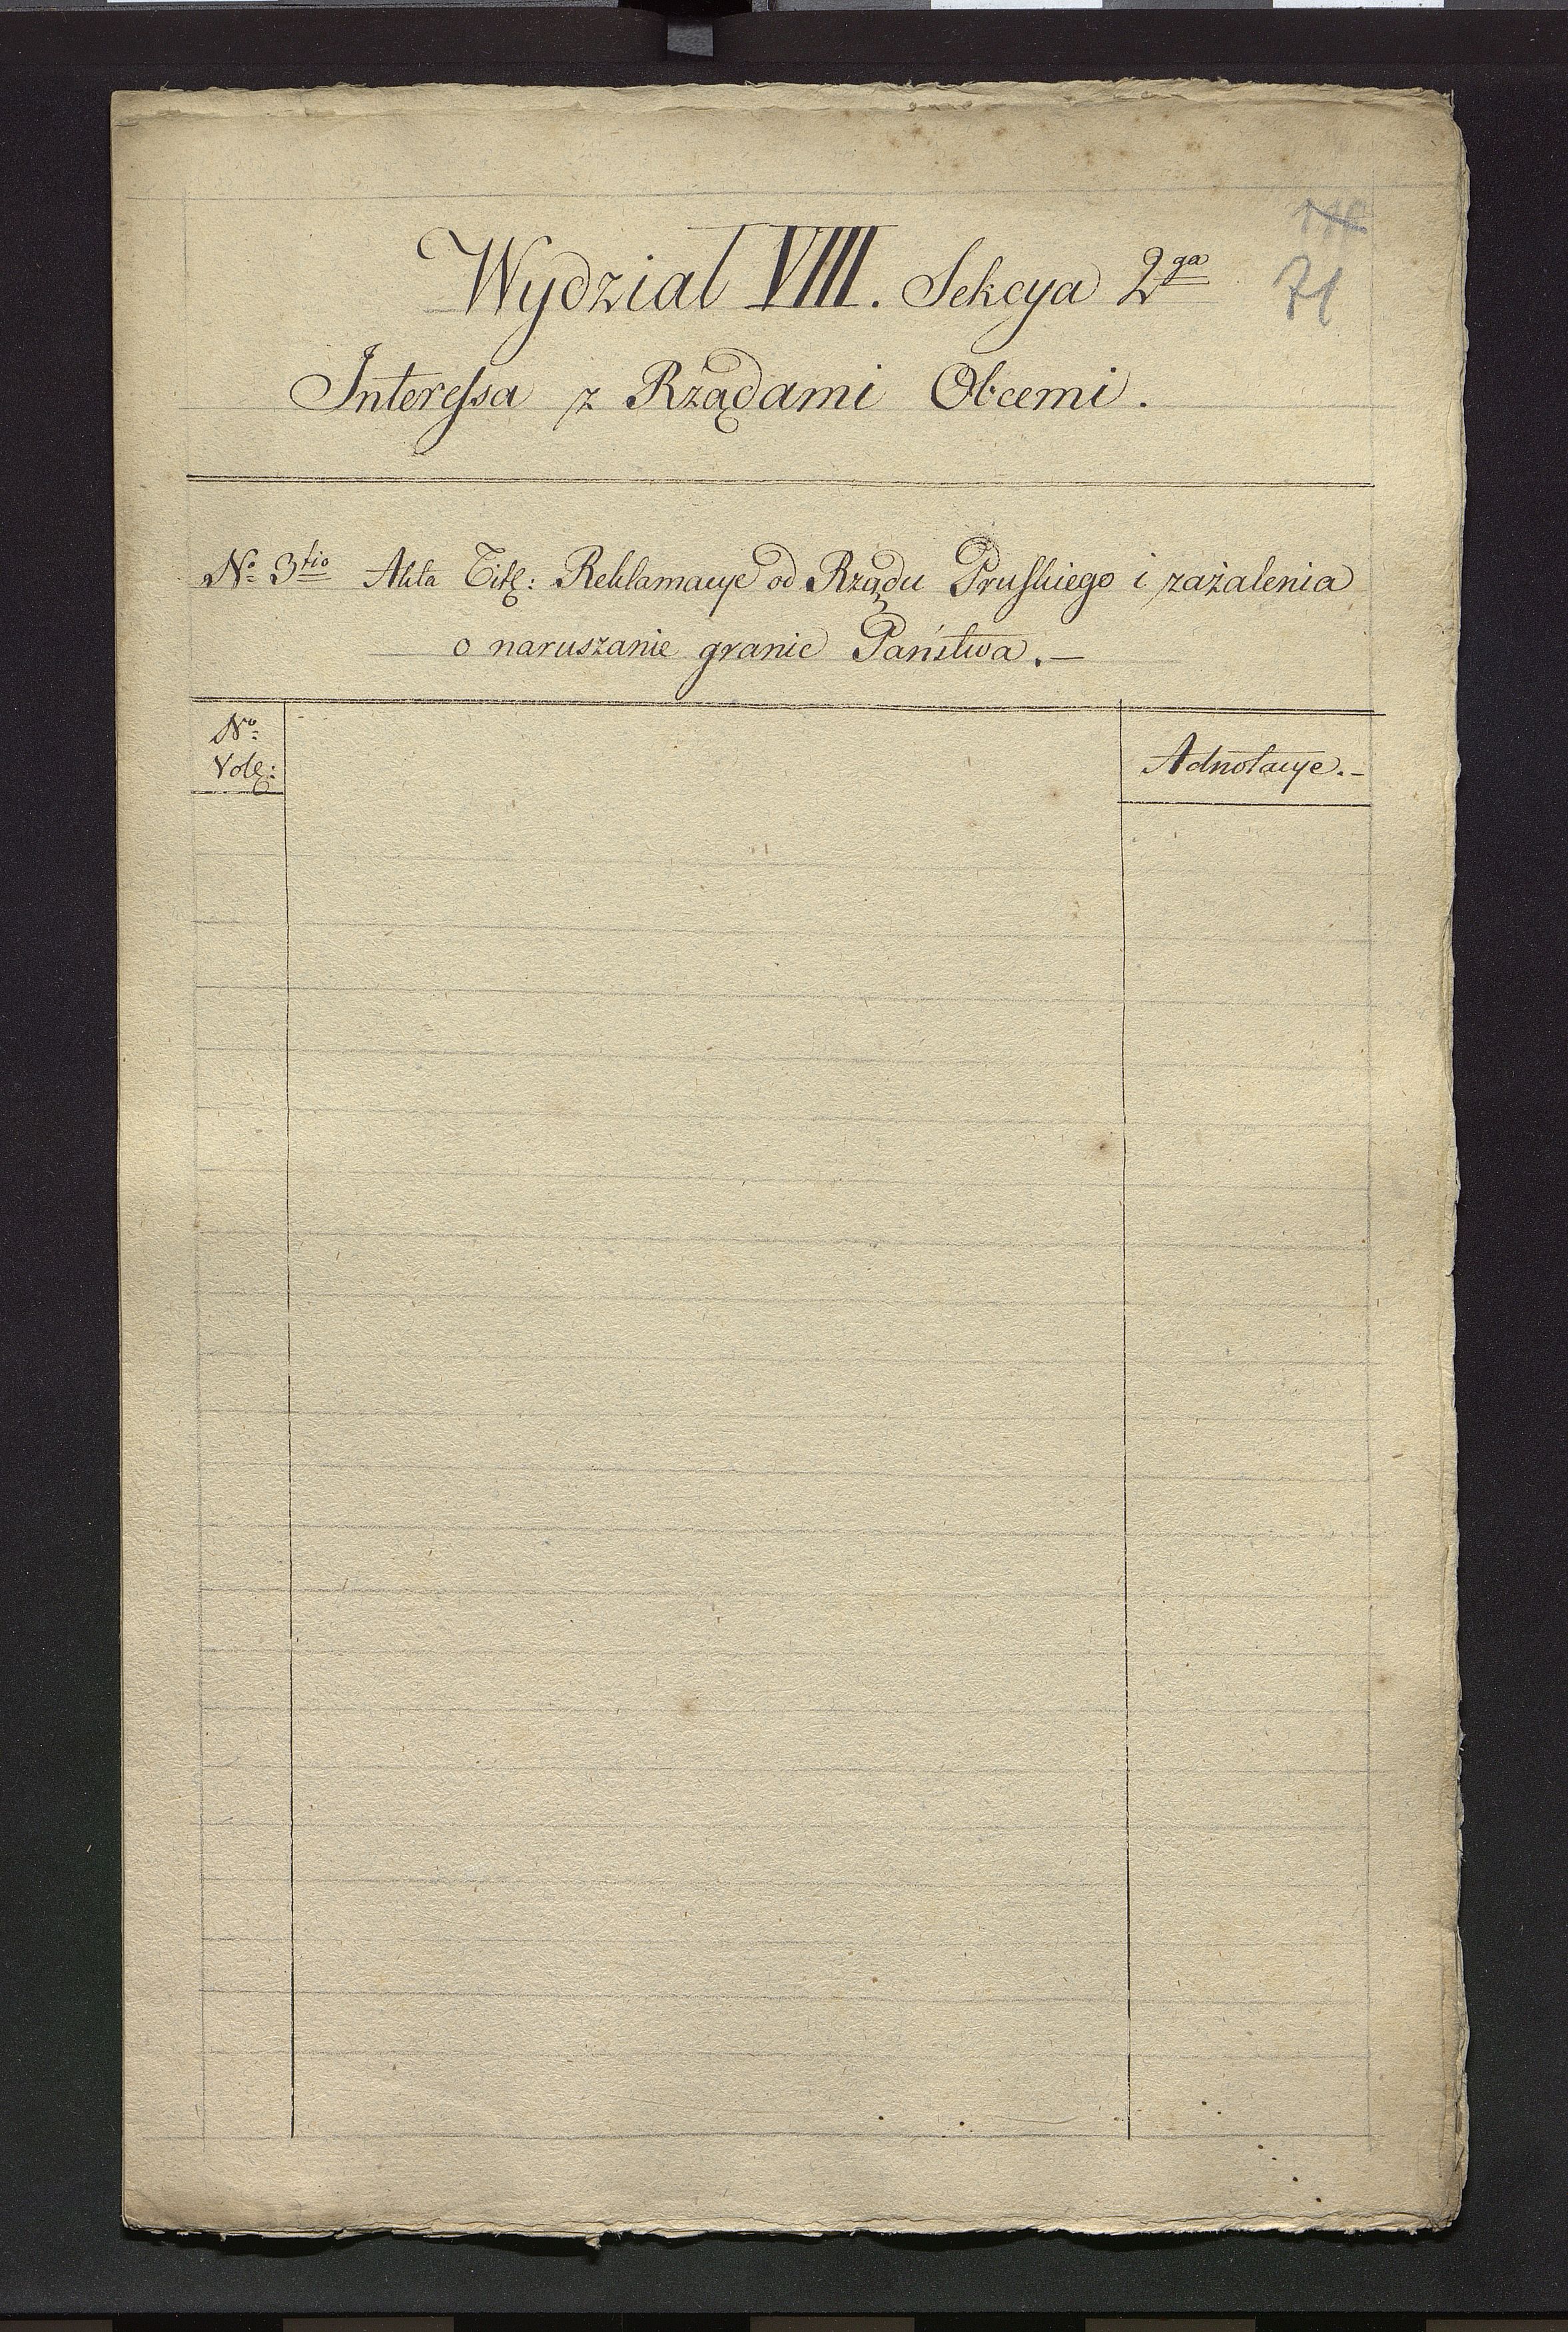 71
Wydział VIII. Sekcya 2ga
Interessa z Rządami Obcemi.
No 3tio Akta Tit: Reklamacye od Rządu Pruskiego i zażalenia
o naruszanie granic Państwa.—
No
Vol:
Adnotacye.—